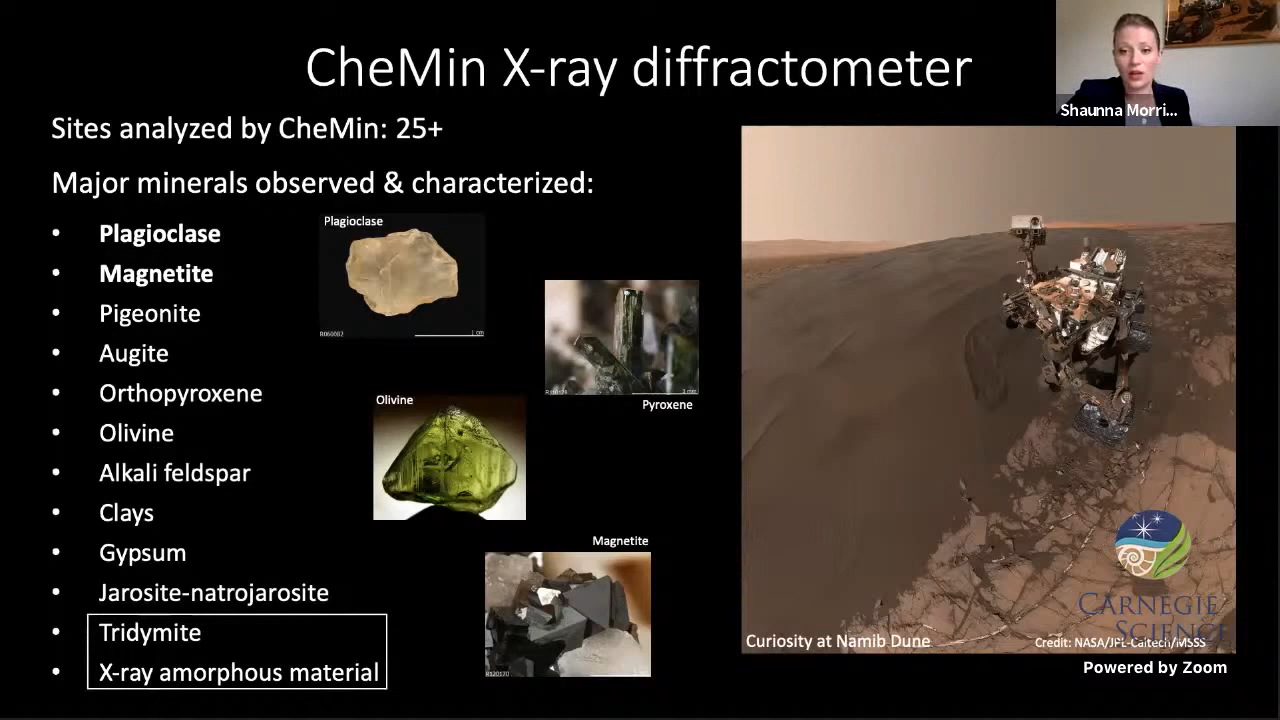 CheMin X-ray diffractometer
Shaunna Morri...
Sites analyzed by CheMin: 25+
Major minerals observed & characterized:
• Plagioclase
• Magnetite
• Pigeonite
• Augite
• Orthopyroxene
• Olivine
• Alkali feldspar
• Clays
• Gypsum
• Jarosite-natrojarosite
• Tridymite
• X-ray amorphous material
Plagioclase
1 cm
Pyroxene
Olivine
Magnetite
Curiosity at Namib Dune
Credit: NASA/JPL-Caltech/MSSS
CARNEGIE
SCIENCE
Powered by Zoom